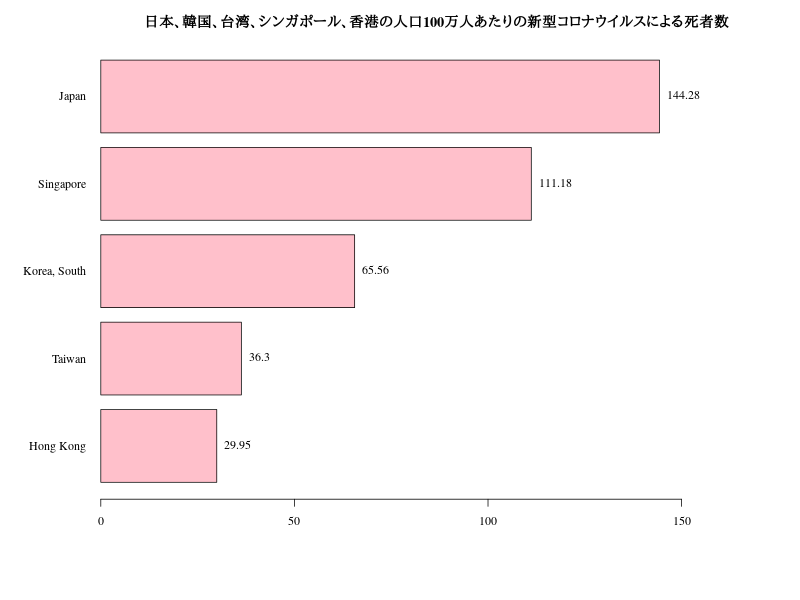 日本、韓国、台湾、シンガポール、香港の人口100万人あたりの新型コロナウイルスによる死者数
Japan 144.28
Singapore 111.18
Korea, South 65.56
Taiwan 36.3
Hong Kong 29.95
0 50 100 150